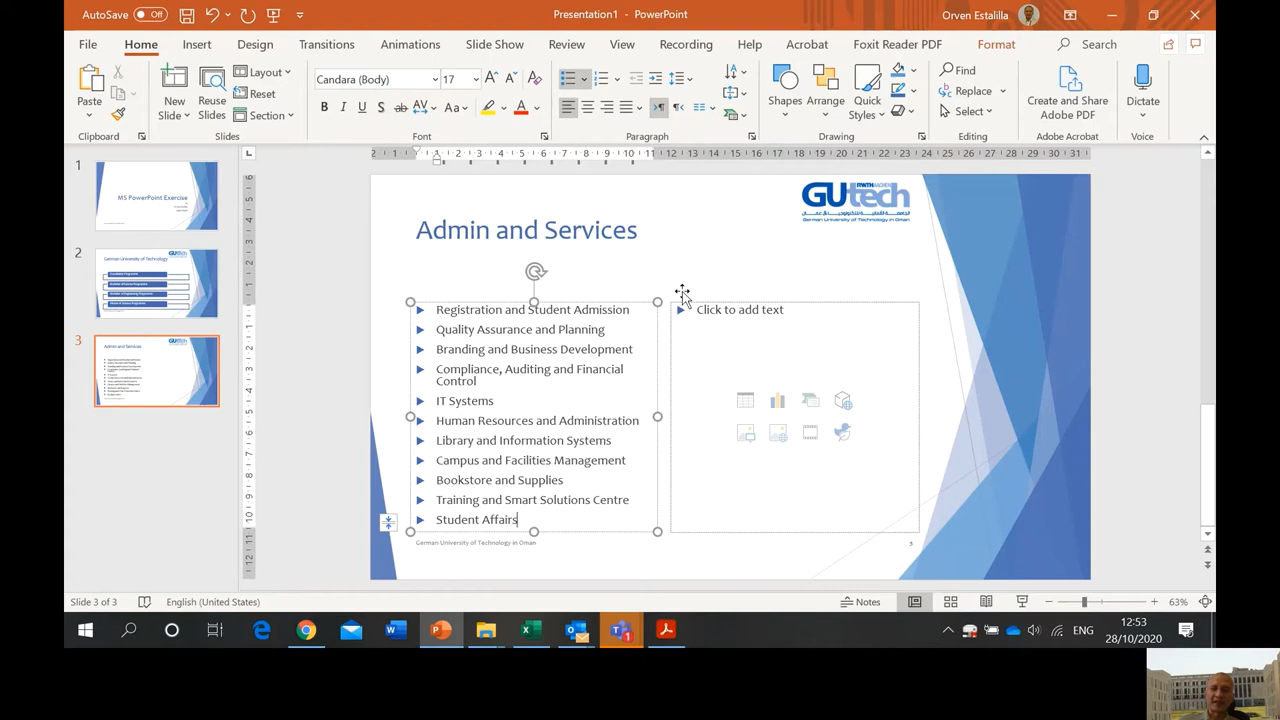 AutoSave Off
Presentation1 - PowerPoint
Orven Estalilla
File Home Insert Design Transitions Animations Slide Show Review View Recording Help Acrobat Foxit Reader PDF Format Search
Candara (Body) 17
Layout
Reset
Section
Find
Replace
Select
Paste
New Slide
Reuse Slides
Shapes
Arrange
Quick Styles
Create and Share Adobe PDF
Dictate
Clipboard Slides Font Paragraph Drawing Editing Adobe Acrobat Voice
1
MS PowerPoint Exercise
2
German University of Technology
3
Admin and Services
GUtech
RWTH AACHEN
German University of Technology in Oman
Admin and Services
Registration and Student Admission
Quality Assurance and Planning
Branding and Business Development
Compliance, Auditing and Financial
Control
IT Systems
Human Resources and Administration
Library and Information Systems
Campus and Facilities Management
Bookstore and Supplies
Training and Smart Solutions Centre
Student Affairs
Click to add text
German University of Technology in Oman
3
Slide 3 of 3
English (United States)
Notes
63%
ENG
12:53
28/10/2020